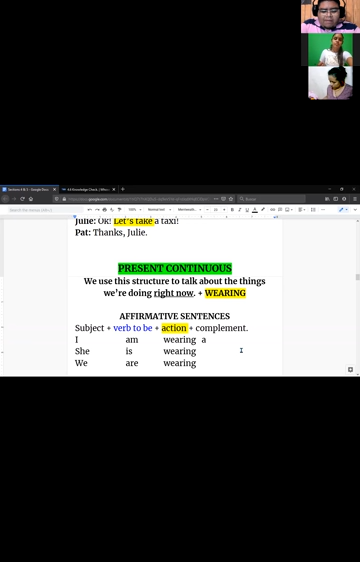 Julie: Ok! Let's take a taxi!
Pat: Thanks, Julie.
PRESENT CONTINUOUS
We use this structure to talk about the things
we're doing right now. + WEARING
AFFIRMATIVE SENTENCES
Subject + verb to be + action + complement.
I am wearing a
She is wearing
We are wearing